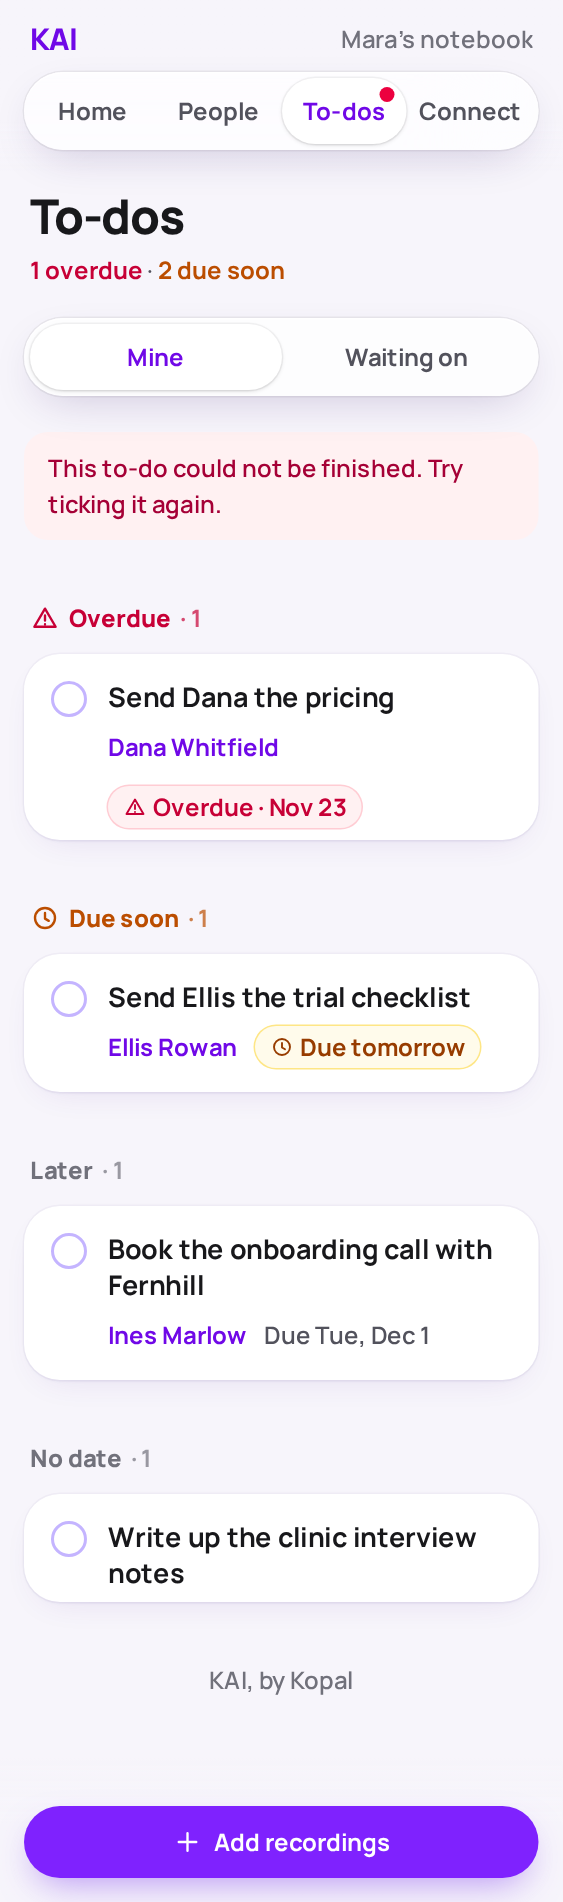 KAI
Mara's notebook
Home
People
To-dos
Connect
To-dos
1 overdue · 2 due soon
Mine
Waiting on
This to-do could not be finished. Try
ticking it again.
Overdue · 1
Send Dana the pricing
Dana Whitfield
Overdue · Nov 23
Due soon · 1
Send Ellis the trial checklist
Ellis Rowan
Due tomorrow
Later · 1
Book the onboarding call with
Fernhill
Ines Marlow
Due Tue, Dec 1
No date · 1
Write up the clinic interview
notes
KAI, by Kopal
+ Add recordings